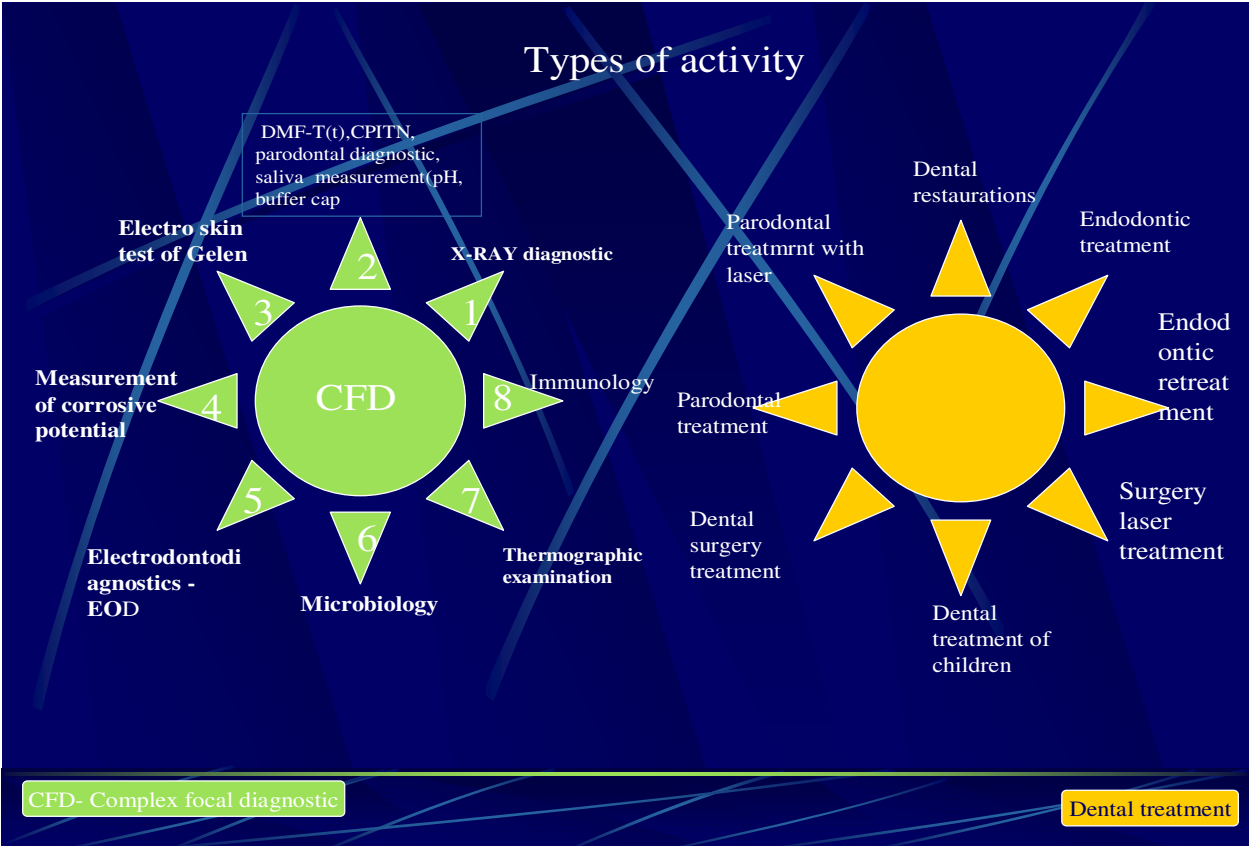 Types of activity
DMF-T(t),CPITN,
parodontal diagnostic,
saliva measurement(pH,
buffer cap
Electro skin
test of Gelen
X-RAY diagnostic
2
3
1
Measurement
of corrosive
potential
4
CFD
8
Immunology
5
7
6
Electrodontodi
agnostics -
EOD
Microbiology
Thermographic
examination
Dental
restaurations
Parodontal
treatmrnt with
laser
Endodontic
treatment
Endod
ontic
retreat
ment
Parodontal
treatment
Dental
surgery
treatment
Surgery
laser
treatment
Dental
treatment of
children
CFD- Complex focal diagnostic
Dental treatment